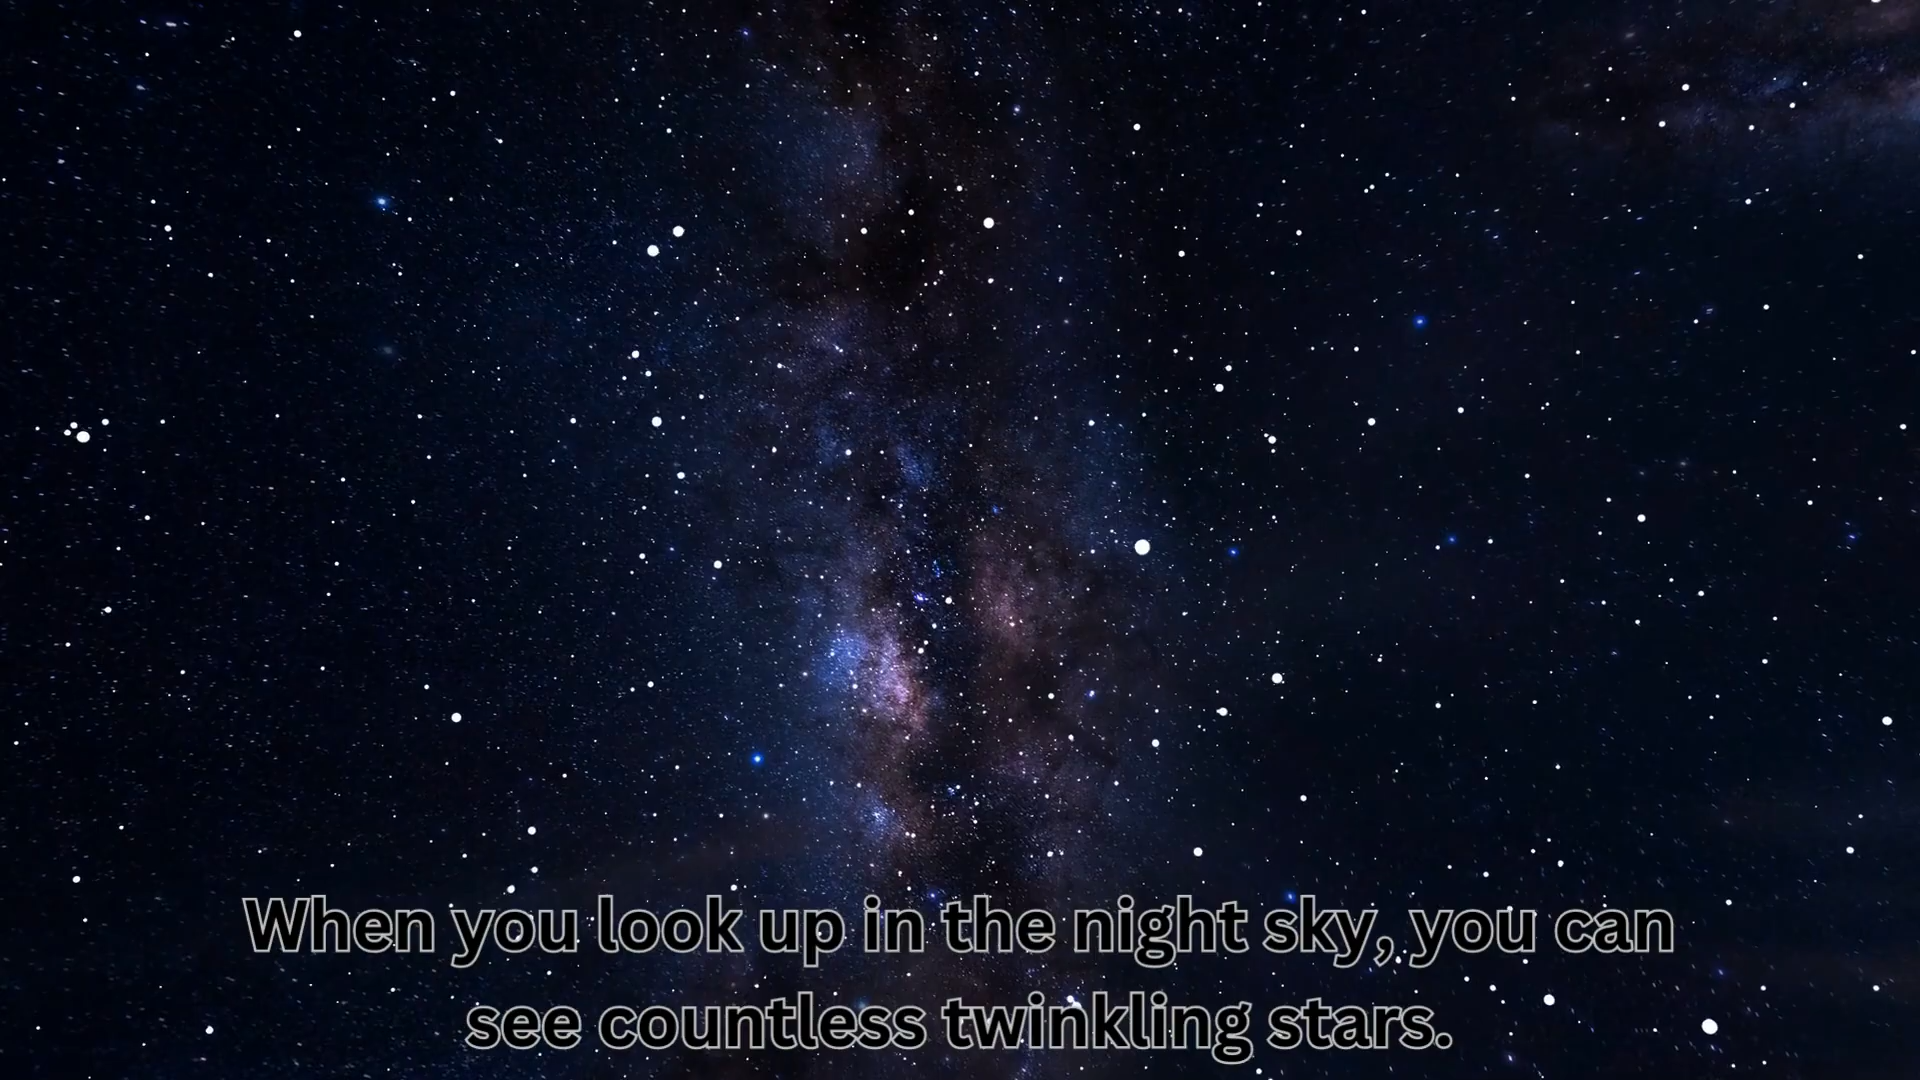 When you look up in the night sky, you can
see countless twinkling stars.